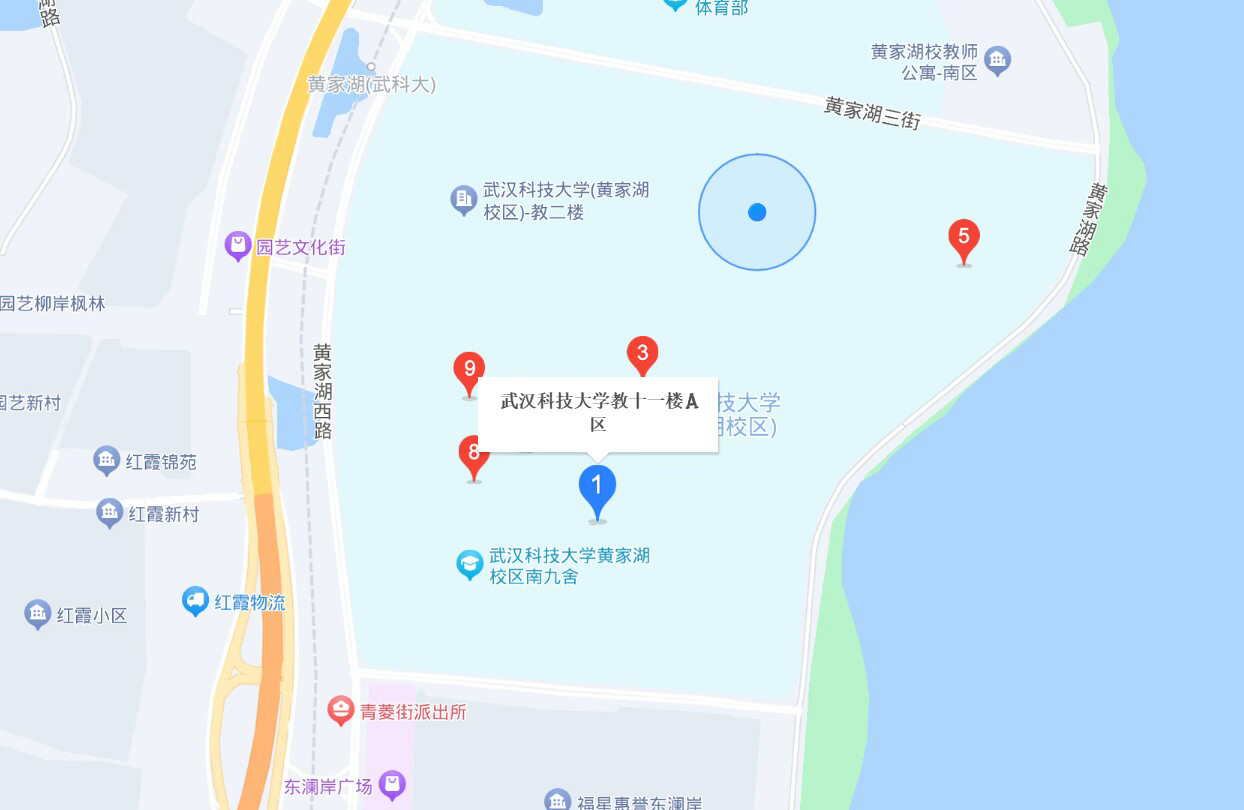 体育部
黄家湖校教师
公寓-南区
黄家湖(武科大)
黄家湖三街
武汉科技大学(黄家湖
校区)-教二楼
黄家湖路
园艺文化街
5
园艺柳岸枫林
黄家湖西路
3
9
武汉科技大学教十一楼A
区
技大学
校区)
艺新村
8
红霞锦苑
1
红霞新村
武汉科技大学黄家湖
校区南九舍
红霞物流
红霞小区
青菱街派出所
东澜岸广场
福星惠誉东澜岸